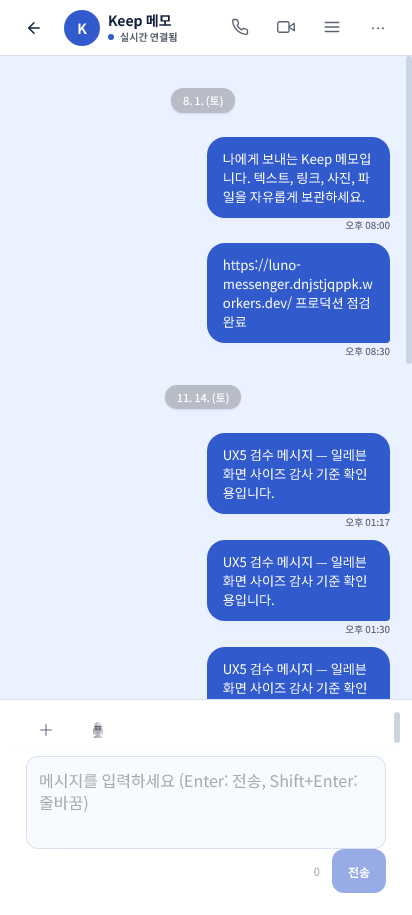 K
Keep 메모
실시간 연결됨
8. 1. (토)
나에게 보내는 Keep 메모입
니다. 텍스트, 링크, 사진, 파
일을 자유롭게 보관하세요.
오후 08:00
https://luno-
messenger.dnjstjqppk.w
orkers.dev/ 프로덕션 점검
완료
오후 08:30
11. 14. (토)
UX5 검수 메시지 — 일레븐
화면 사이즈 감사 기준 확인
용입니다.
오후 01:17
UX5 검수 메시지 — 일레븐
화면 사이즈 감사 기준 확인
용입니다.
오후 01:30
UX5 검수 메시지 — 일레븐
화면 사이즈 감사 기준 확인
메시지를 입력하세요 (Enter: 전송, Shift+Enter:
줄바꿈)
0
전송